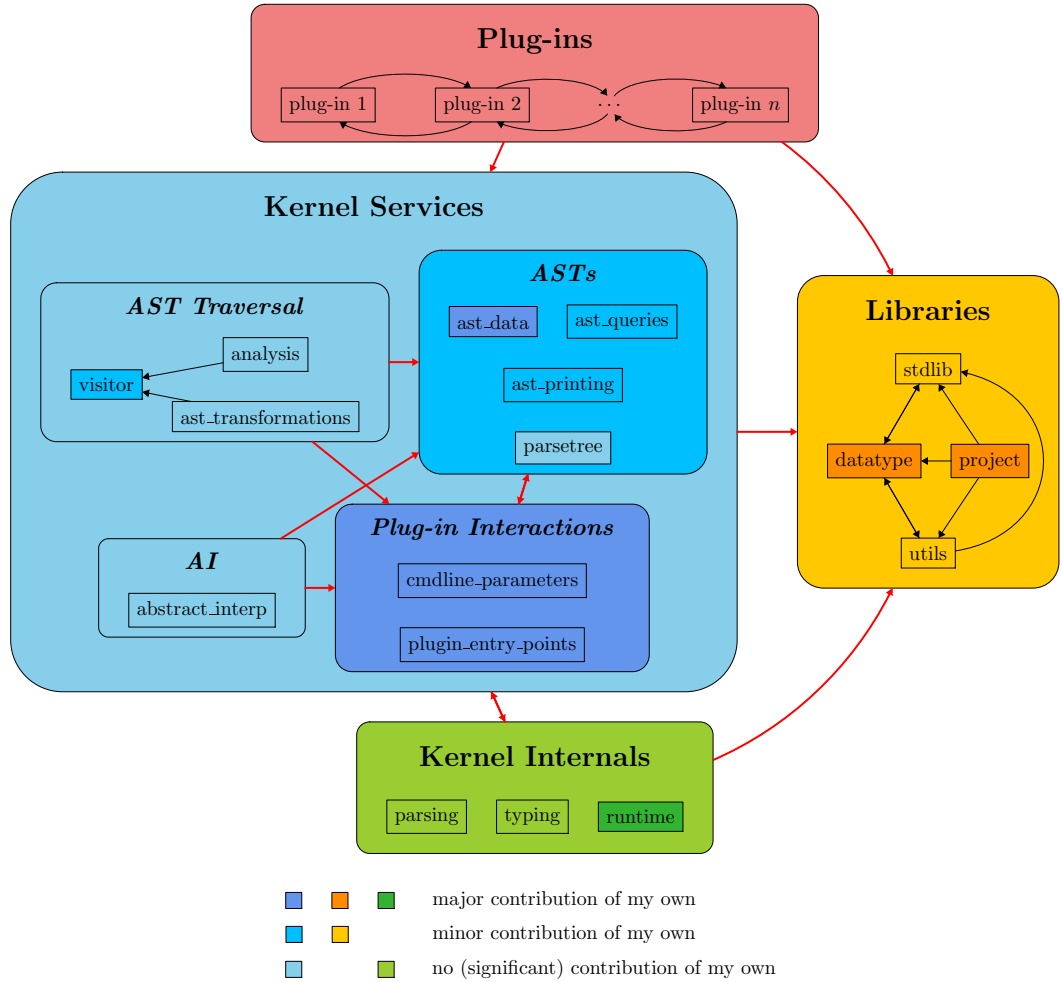 Plug-ins
plug-in 1
plug-in 2
...
plug-in n
Kernel Services
AST Traversal
analysis
visitor
ast_transformations
ASTs
ast_data
ast_queries
ast_printing
parsetree
AI
abstract_interp
Plug-in Interactions
cmdline_parameters
plugin_entry_points
Libraries
stdlib
datatype
project
utils
Kernel Internals
parsing
typing
runtime
major contribution of my own
minor contribution of my own
no (significant) contribution of my own